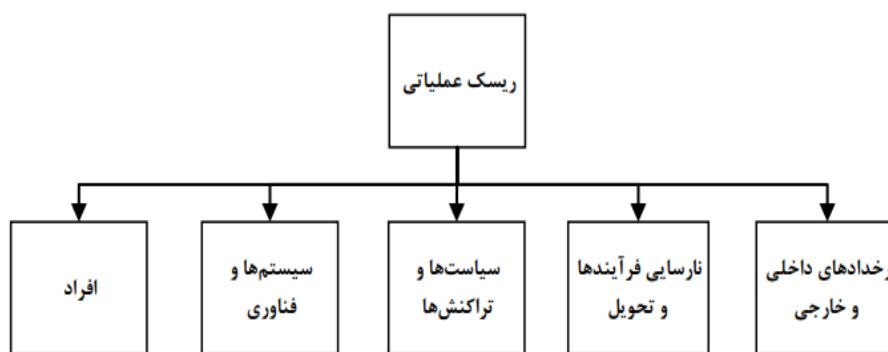 ریسک عملیاتی
رخدادهای داخلی
و خارجی
نارسایی فرآیندها
و تحویل
سیاست‌ها و
تراکنش‌ها
سیستم‌ها و
فناوری
افراد